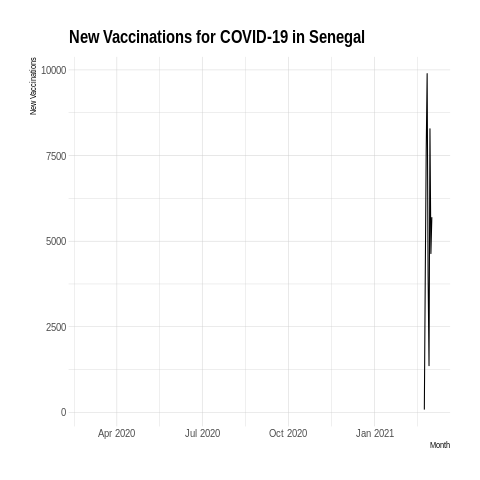 New Vaccinations for COVID-19 in Senegal
New Vaccinations
10000
7500
5000
2500
0
Apr 2020
Jul 2020
Oct 2020
Jan 2021
Month